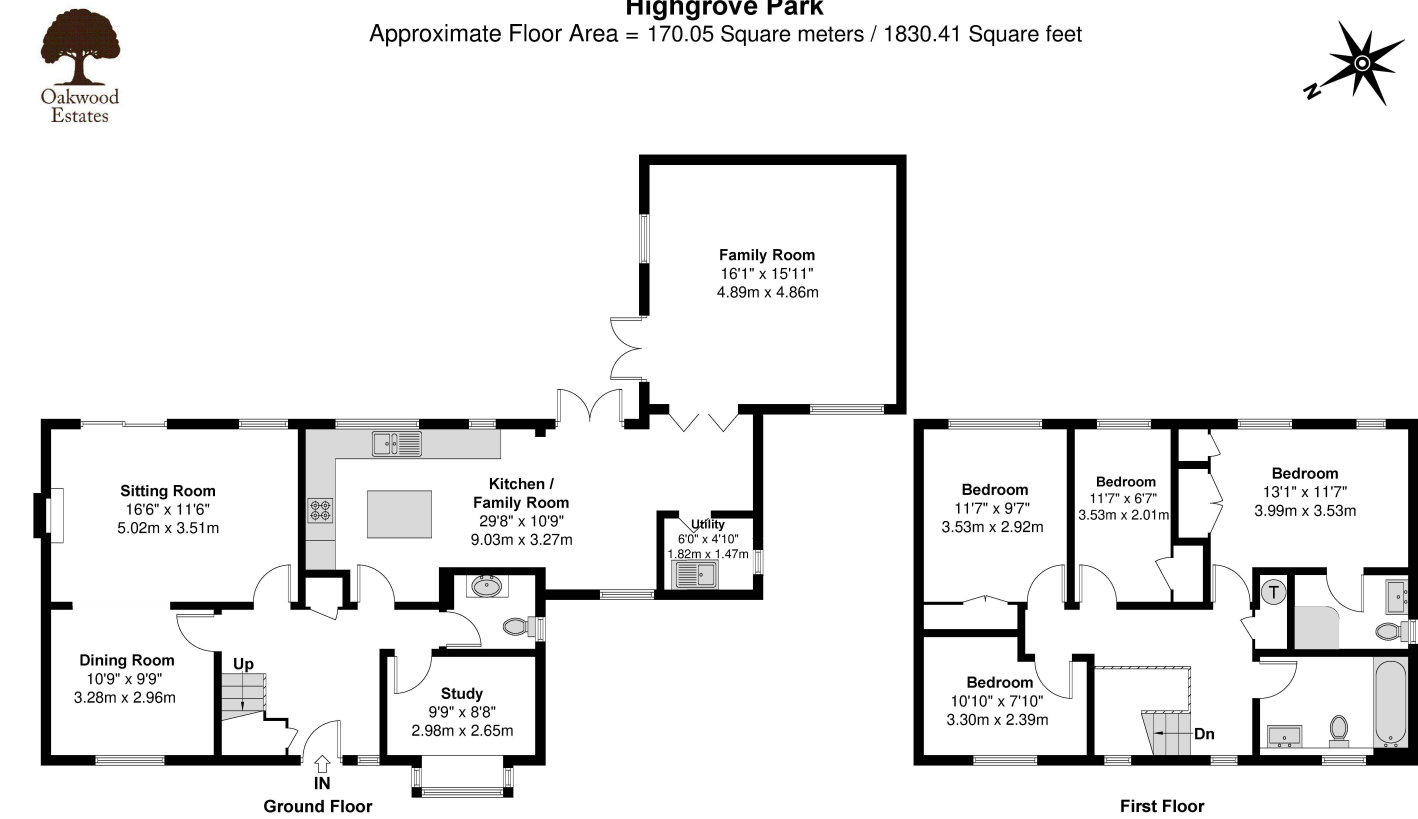 Highgrove Park
Approximate Floor Area = 170.05 Square meters / 1830.41 Square feet
Oakwood
Estates
N
Family Room
16'1" x 15'11"
4.89m x 4.86m
Sitting Room
16'6" x 11'6"
5.02m x 3.51m
Kitchen /
Family Room
29'8" x 10'9"
9.03m x 3.27m
Utility
6'0" x 4'10"
1.82m x 1.47m
Dining Room
10'9" x 9'9"
3.28m x 2.96m
Up
Study
9'9" x 8'8"
2.98m x 2.65m
IN
Ground Floor
Bedroom
11'7" x 9'7"
3.53m x 2.92m
Bedroom
11'7" x 6'7"
3.53m x 2.01m
Bedroom
13'1" x 11'7"
3.99m x 3.53m
T
Bedroom
10'10" x 7'10"
3.30m x 2.39m
Dn
First Floor